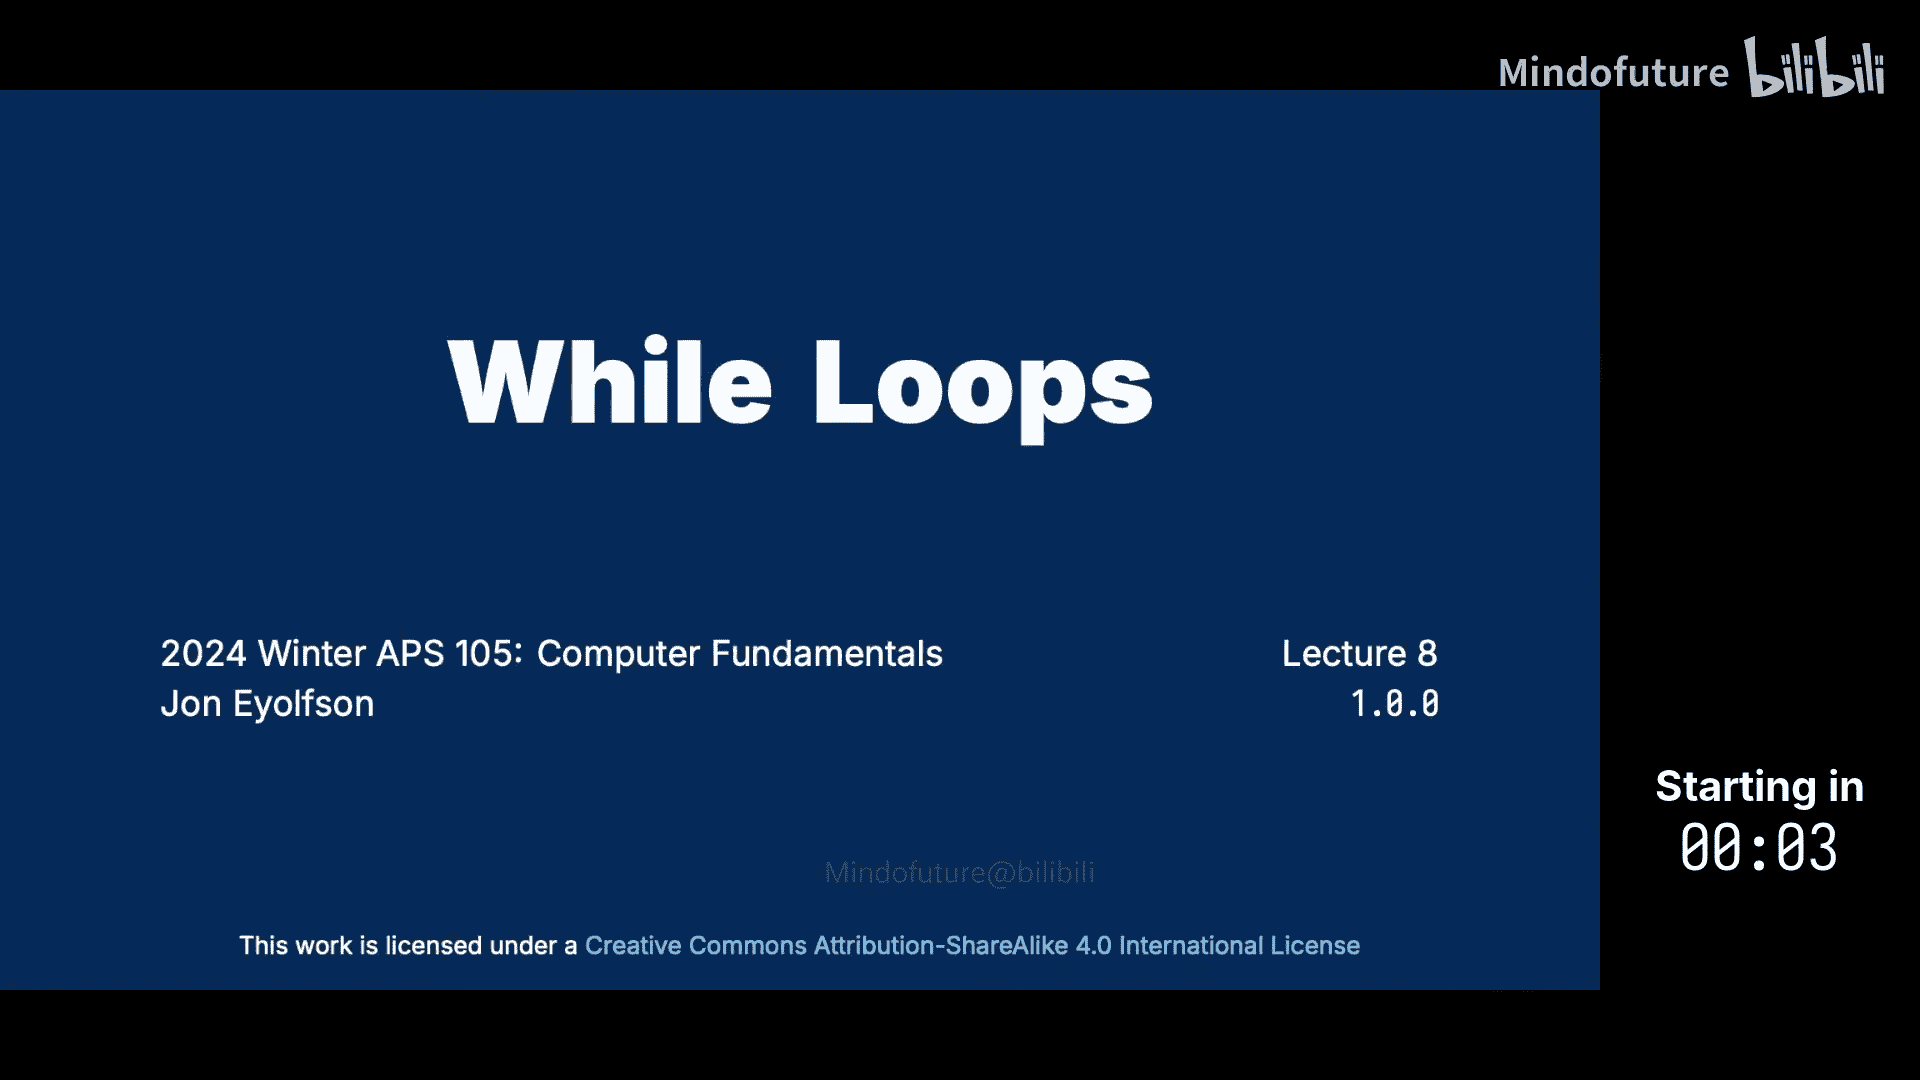 Mindofuture bilibili
While Loops
2024 Winter APS 105: Computer Fundamentals
Jon Eyolfson
Lecture 8
1.0.0
Starting in
00:03
Mindofuture@bilibili
This work is licensed under a Creative Commons Attribution-ShareAlike 4.0 International License